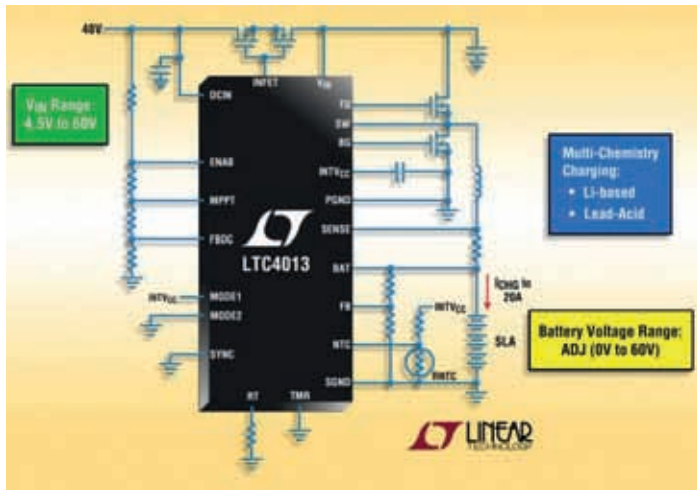 48V
INFET
VIN
DCIN
TG
SW
BG
VIN Range:
4.5V to 60V
ENAB
INTVCC
Multi-Chemistry
Charging:
• Li-based
• Lead-Acid
MPPT
PGND
FBOC
LTC4013
SENSE
BAT
ICHG to
20A
INTVCC
MODE1
MODE2
FB
INTVCC
SLA
Battery Voltage Range:
ADJ (0V to 60V)
SYNC
NTC
RNTC
SGND
RT
TMR
LINEAR
TECHNOLOGY